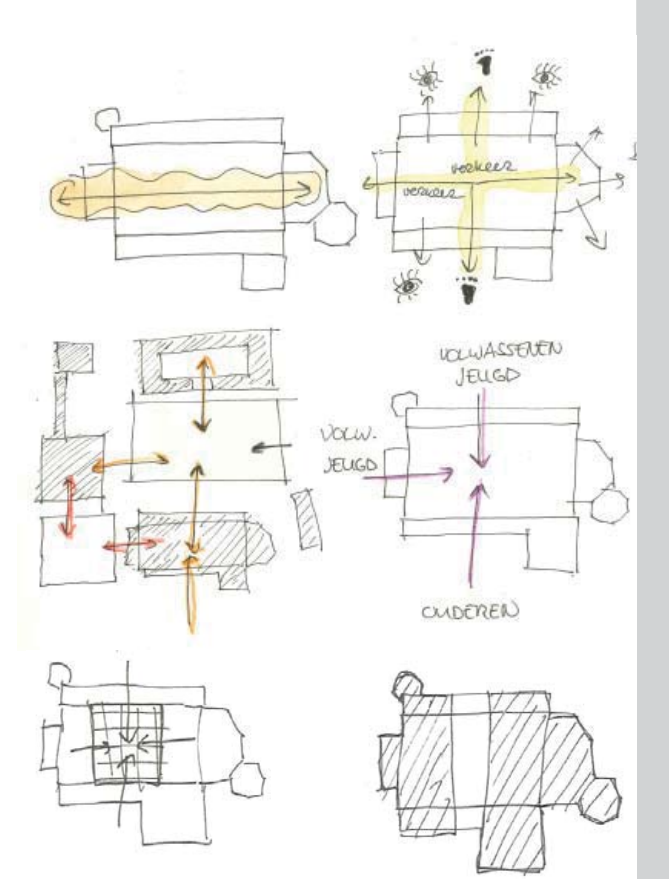 verkeer
verkeer
VOLWASSENEN
JEUGD
VOLW.
JEUGD
OUDEREN